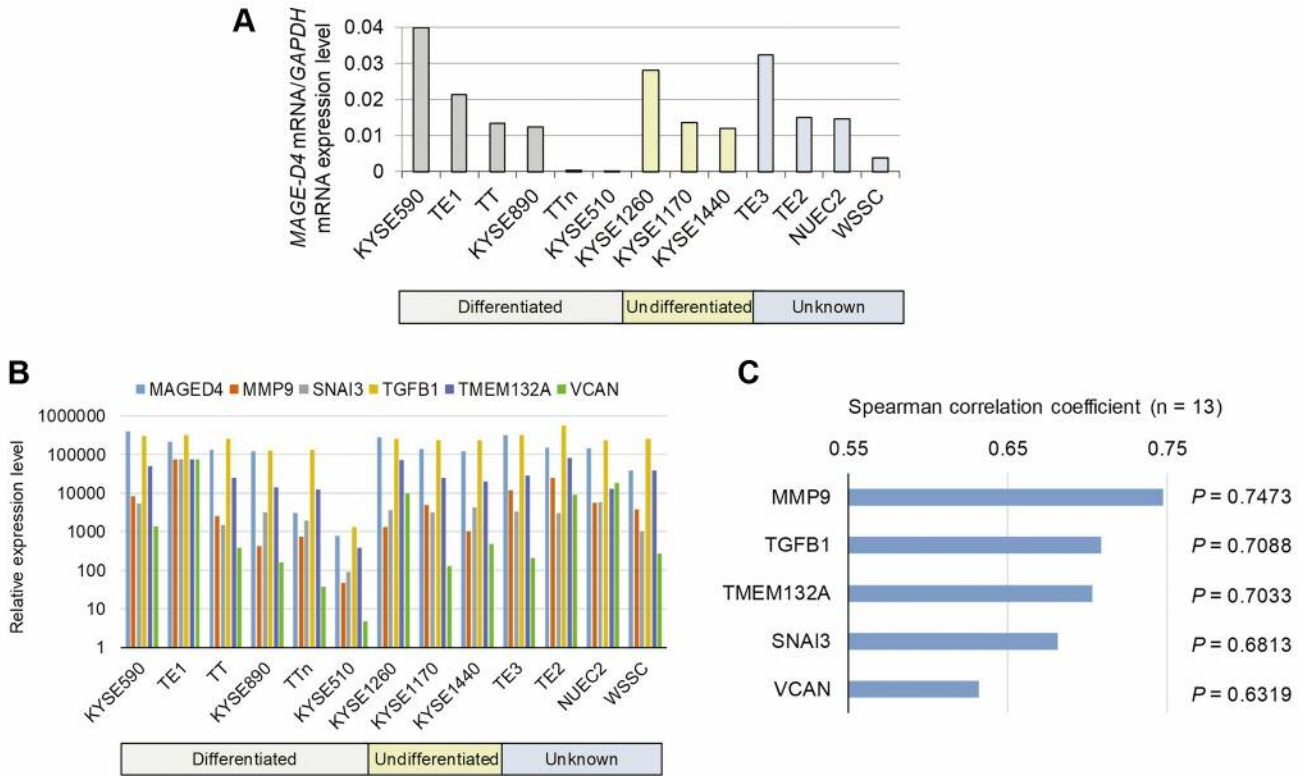 A
MAGE-D4 mRNA/GAPDH
mRNA expression level
0.04
0.03
0.02
0.01
0
KYSE590
TE1
TT
KYSE890
TTn
KYSE510
KYSE1260
KYSE1170
KYSE1440
TE3
TE2
NUEC2
WSSC
Differentiated
Undifferentiated
Unknown
B
MAGED4 MMP9 SNAI3 TGFB1 TMEM132A VCAN
Relative expression level
1000000
100000
10000
1000
100
10
1
KYSE590
TE1
TT
KYSE890
TTn
KYSE510
KYSE1260
KYSE1170
KYSE1440
TE3
TE2
NUEC2
WSSC
Differentiated
Undifferentiated
Unknown
C
Spearman correlation coefficient (n = 13)
0.55 0.65 0.75
MMP9 P = 0.7473
TGFB1 P = 0.7088
TMEM132A P = 0.7033
SNAI3 P = 0.6813
VCAN P = 0.6319